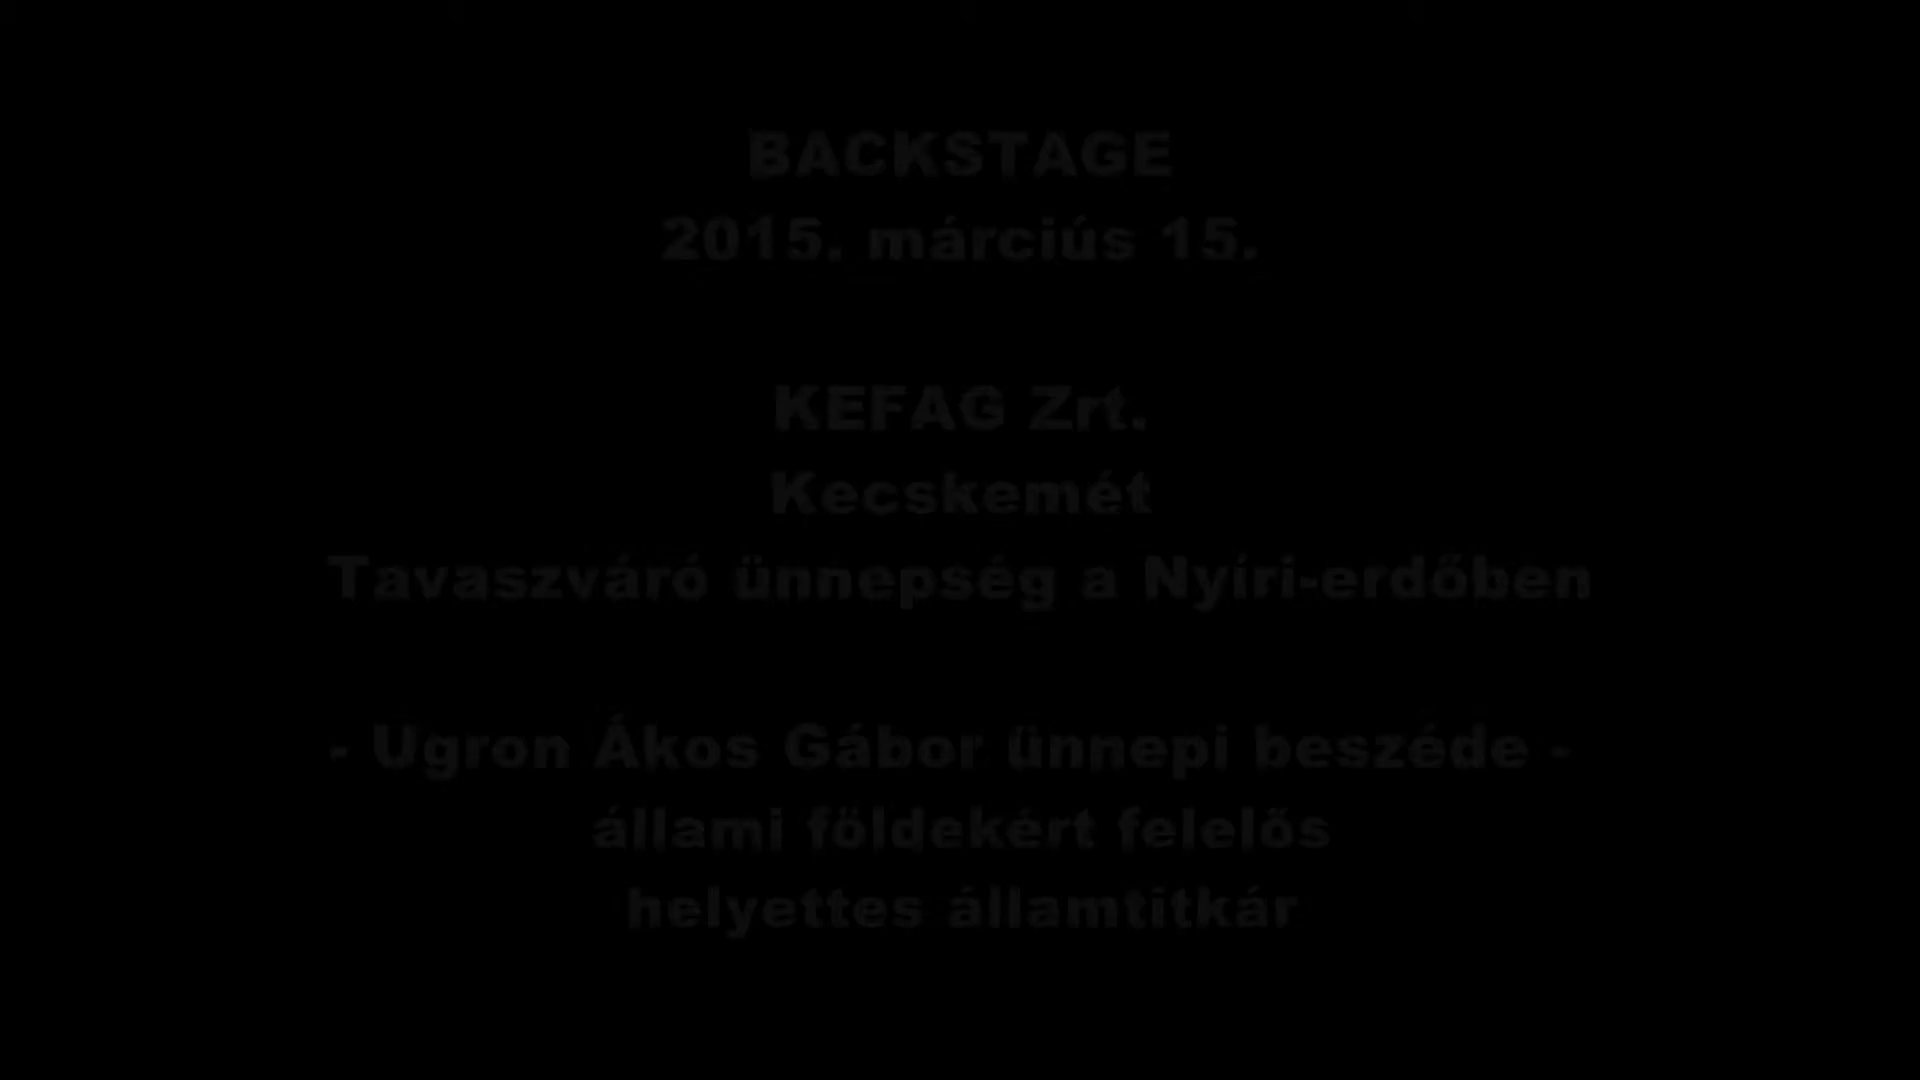 BACKSTAGE
2015. március 15.
KEFAG Zrt.
Kecskemét
Tavaszváró ünnepség a Nyíri-erdőben
- Ugron Ákos Gábor ünnepi beszéde -
állami földekért felelős
helyettes államtitkár